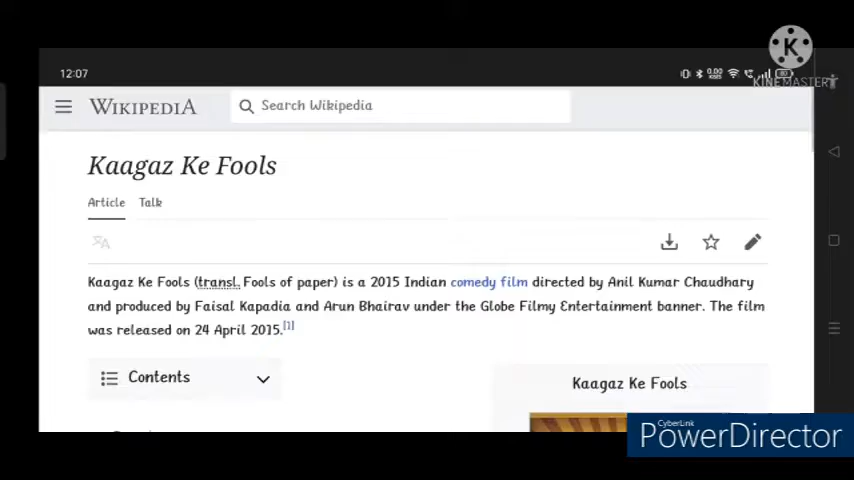 12:07
0.00
KINEMASTER
WIKIPEDIA
Search Wikipedia
Kaagaz Ke Fools
Article Talk
Kaagaz Ke Fools (transl. Fools of paper) is a 2015 Indian comedy film directed by Anil Kumar Chaudhary
and produced by Faisal Kapadia and Arun Bhairav under the Globe Filmy Entertainment banner. The film
was released on 24 April 2015.[1]
Contents
Kaagaz Ke Fools
CyberLink
PowerDirector